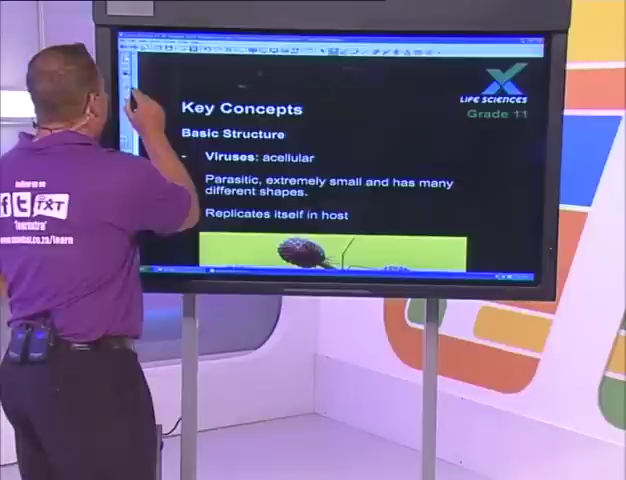 Key Concepts
LIFE SCIENCES
Grade 11
Basic Structure
Viruses: acellular
Parasitic, extremely small and has many
different shapes.
Replicates itself in host
follow us on
f t TXT